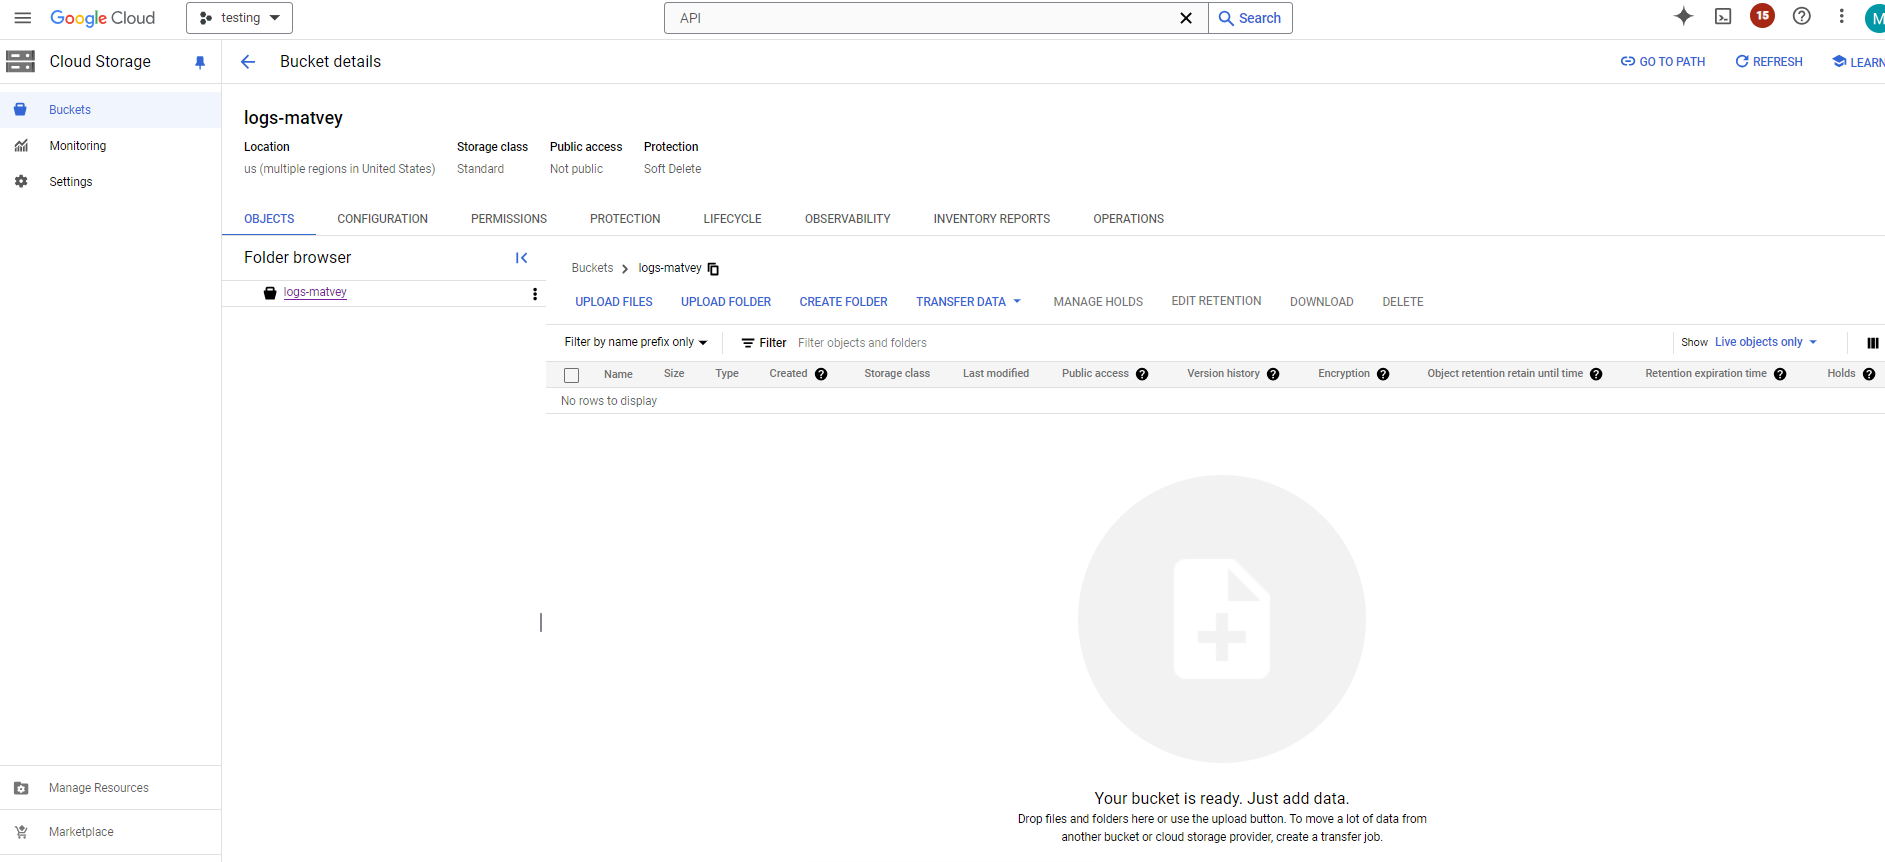 Google Cloud
testing
API
Search
15
M
Cloud Storage
Bucket details
GO TO PATH
REFRESH
LEARN
Buckets
Monitoring
Settings
logs-matvey
Location Storage class Public access Protection
us (multiple regions in United States) Standard Not public Soft Delete
OBJECTS CONFIGURATION PERMISSIONS PROTECTION LIFECYCLE OBSERVABILITY INVENTORY REPORTS OPERATIONS
Folder browser
logs-matvey
Buckets > logs-matvey
UPLOAD FILES UPLOAD FOLDER CREATE FOLDER TRANSFER DATA MANAGE HOLDS EDIT RETENTION DOWNLOAD DELETE
Filter by name prefix only Filter Filter objects and folders Show Live objects only
Name Size Type Created Storage class Last modified Public access Version history Encryption Object retention retain until time Retention expiration time Holds
No rows to display
Your bucket is ready. Just add data.
Drop files and folders here or use the upload button. To move a lot of data from
another bucket or cloud storage provider, create a transfer job.
Manage Resources
Marketplace